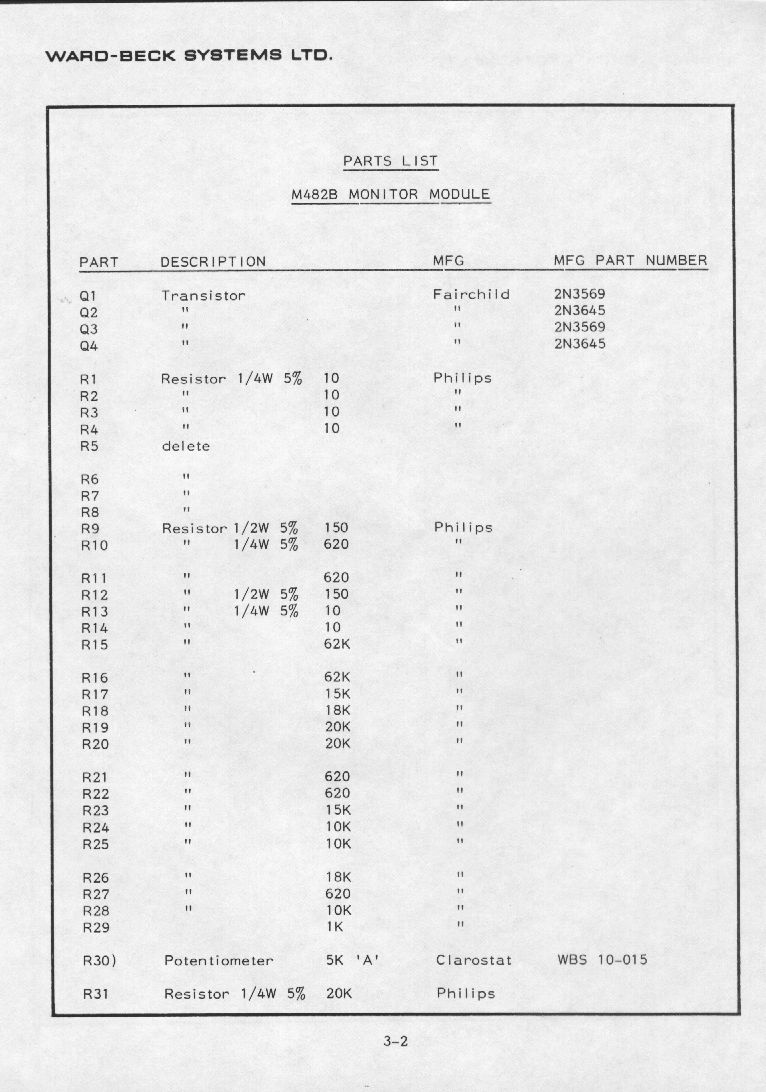 WARD-BECK SYSTEMS LTD.
PARTS LIST
M482B MONITOR MODULE
PART DESCRIPTION MFG MFG PART NUMBER
Q1 Transistor Fairchild 2N3569
Q2 " " 2N3645
Q3 " " 2N3569
Q4 " " 2N3645
R1 Resistor 1/4W 5% 10 Philips
R2 " 10 "
R3 " 10 "
R4 " 10 "
R5 delete
R6 "
R7 "
R8 "
R9 Resistor 1/2W 5% 150 Philips
R10 " 1/4W 5% 620 "
R11 " 620 "
R12 " 1/2W 5% 150 "
R13 " 1/4W 5% 10 "
R14 " 10 "
R15 " 62K "
R16 " 62K "
R17 " 15K "
R18 " 18K "
R19 " 20K "
R20 " 20K "
R21 " 620 "
R22 " 620 "
R23 " 15K "
R24 " 10K "
R25 " 10K "
R26 " 18K "
R27 " 620 "
R28 " 10K "
R29 1K "
R30) Potentiometer 5K 'A' Clarostat WBS 10-015
R31 Resistor 1/4W 5% 20K Philips
3-2